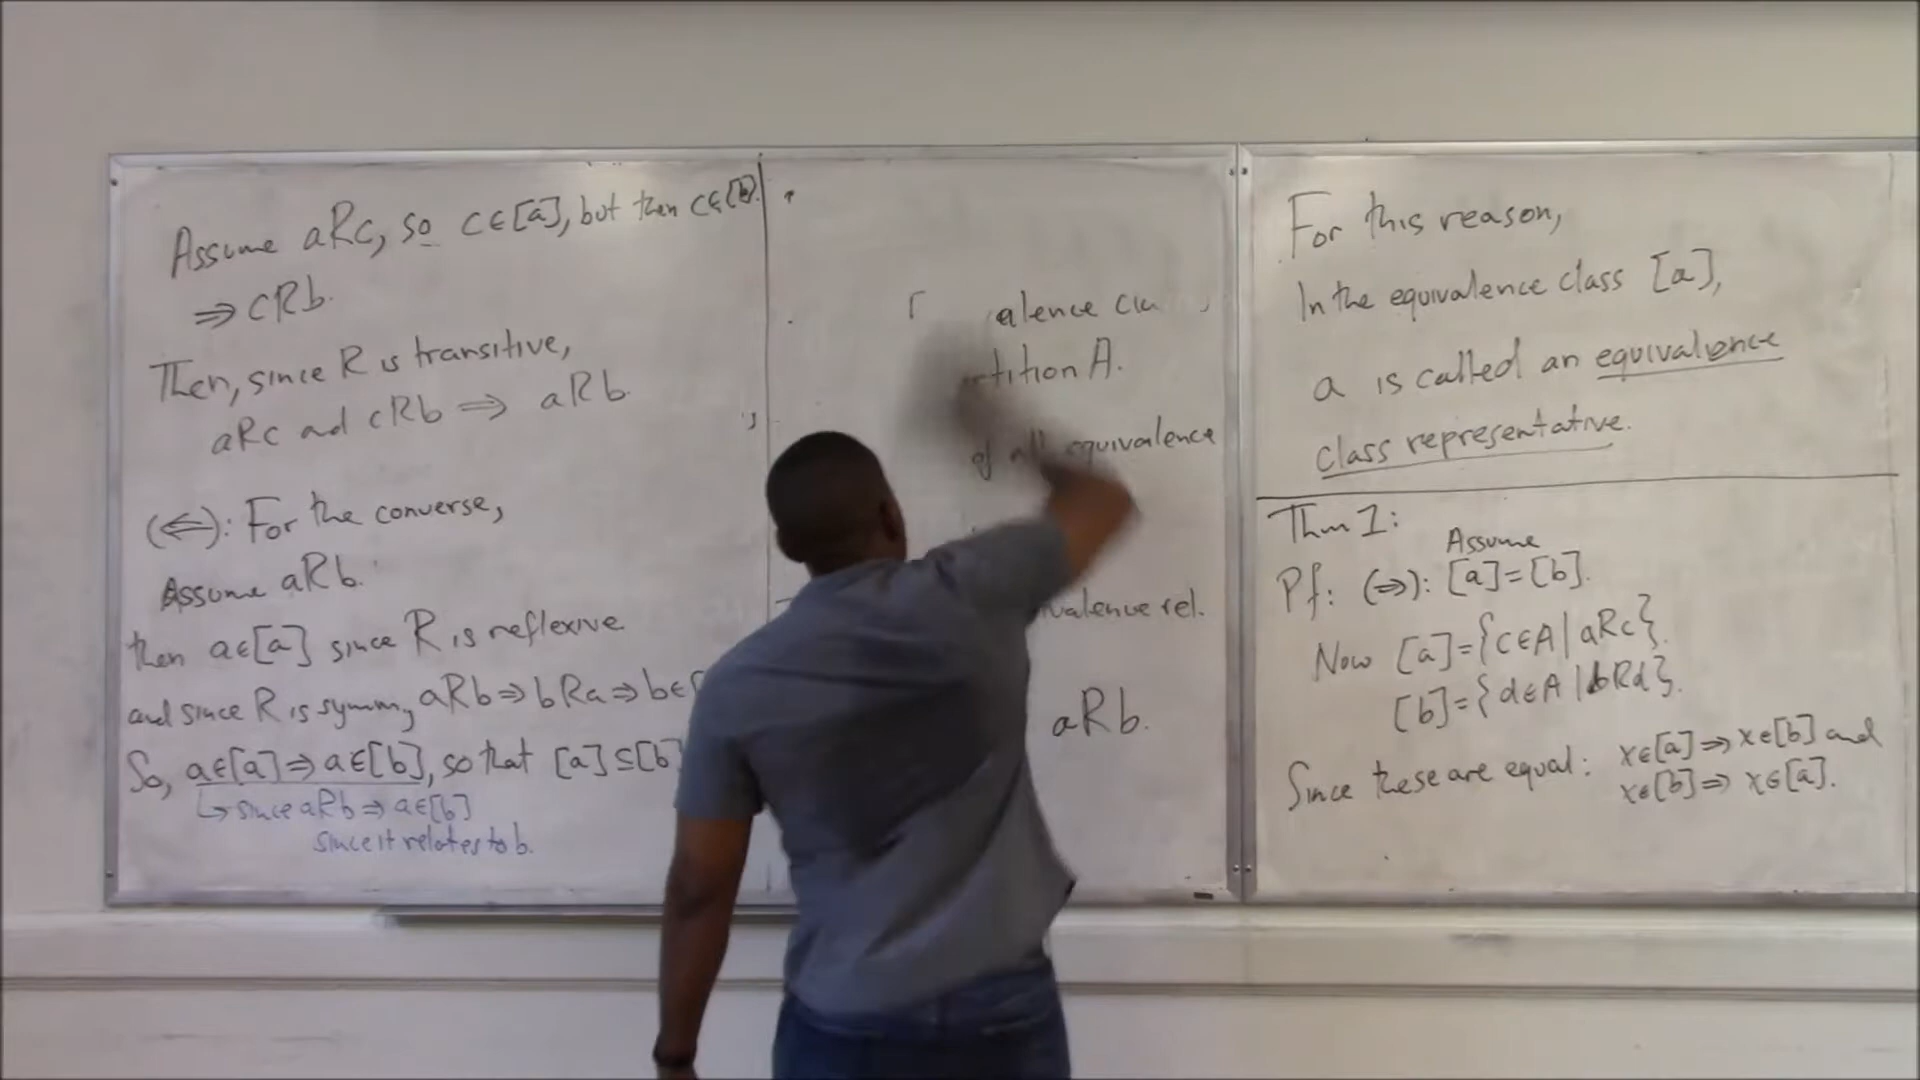 Assume aRc, so c∈[a], but then c∈[b].
⇒ cRb.
Then, since R is transitive,
aRc and cRb ⇒ aRb.
(⇐): For the converse,
Assume aRb.
then a∈[a] since R is reflexive
and since R is symm, aRb ⇒ bRa ⇒ b∈
So, a∈[a] ⇒ a∈[b], so that [a]⊆[b]
↳ since aRb ⇒ a∈[b]
since it relates to b.
alence
tition A.
of all equivalence
valence rel.
aRb.
For this reason,
In the equivalence class [a],
a is called an equivalence
class representative.
Thm 1:
Assume
Pf: (⇒): [a]=[b].
Now [a]={c∈A | aRc}.
[b]={d∈A | bRd}.
Since these are equal: x∈[a] ⇒ x∈[b] and
x∈[b] ⇒ x∈[a].